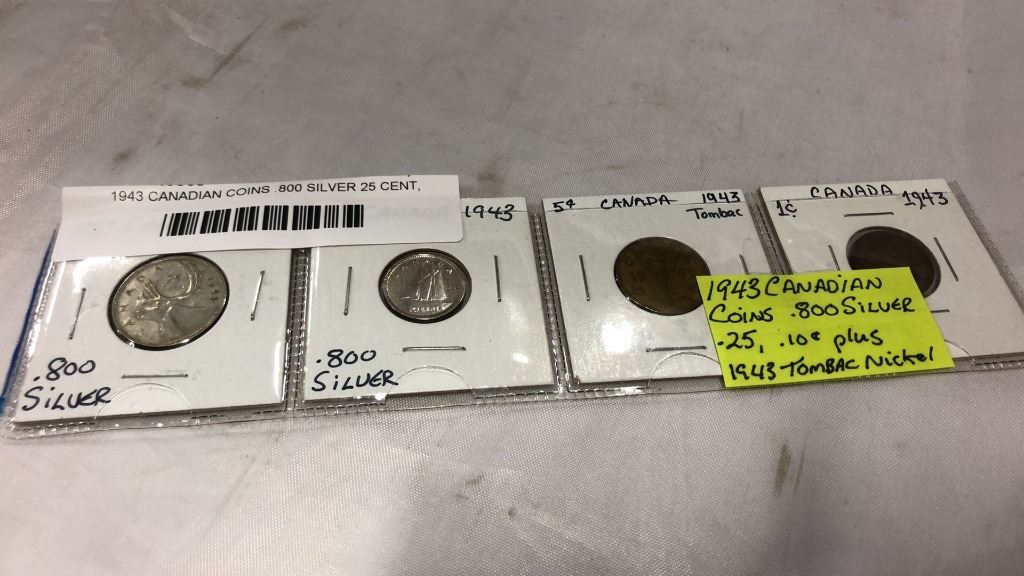 1943 CANADIAN COINS .800 SILVER 25 CENT,
1943
5¢ CANADA 1943
Tombac
CANADA
1¢ 1943
.800
SILVER
.800
SILVER
1943 CANADIAN
COINS .800 SILVER
.25, .10¢ plus
1943 TOMBAC Nickel